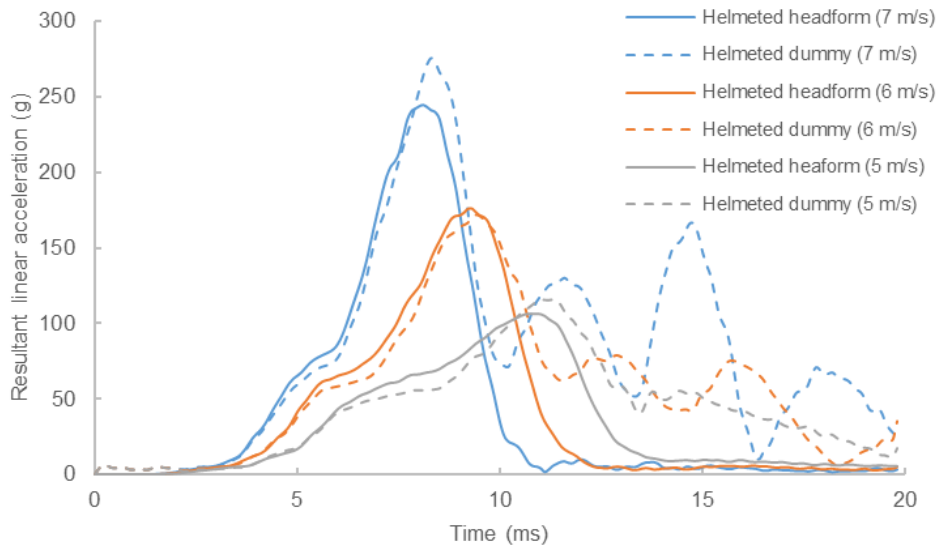 300
250
200
150
100
50
0
Resultant linear acceleration (g)
Helmeted headform (7 m/s)
Helmeted dummy (7 m/s)
Helmeted headform (6 m/s)
Helmeted dummy (6 m/s)
Helmeted heaform (5 m/s)
Helmeted dummy (5 m/s)
0 5 10 15 20
Time (ms)